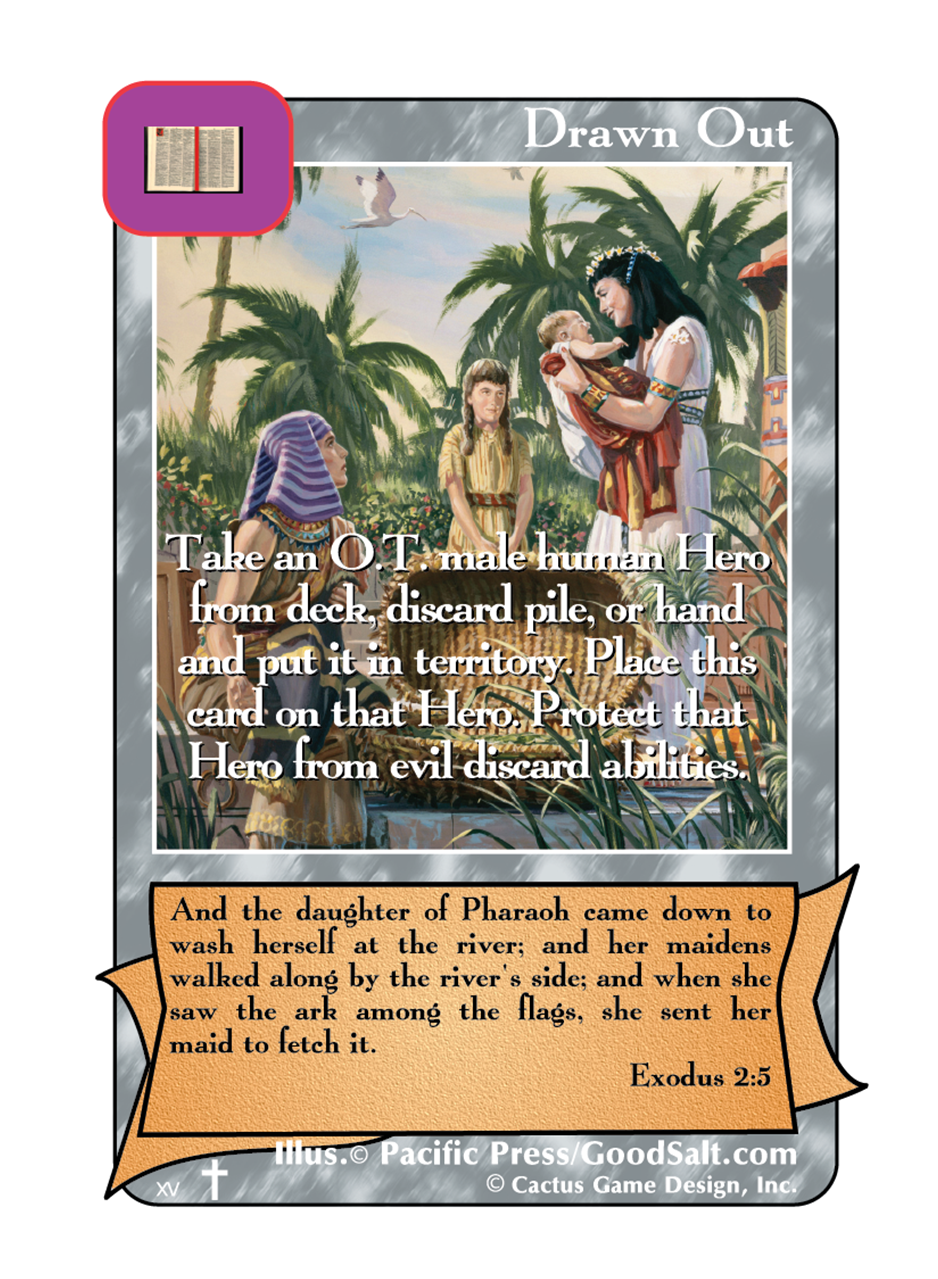 Drawn Out
Take an O.T. male human Hero
from deck, discard pile, or hand
and put it in territory. Place this
card on that Hero. Protect that
Hero from evil discard abilities.
And the daughter of Pharaoh came down to
wash herself at the river; and her maidens
walked along by the river's side; and when she
saw the ark among the flags, she sent her
maid to fetch it.
Exodus 2:5
Illus.© Pacific Press/GoodSalt.com
XV
© Cactus Game Design, Inc.